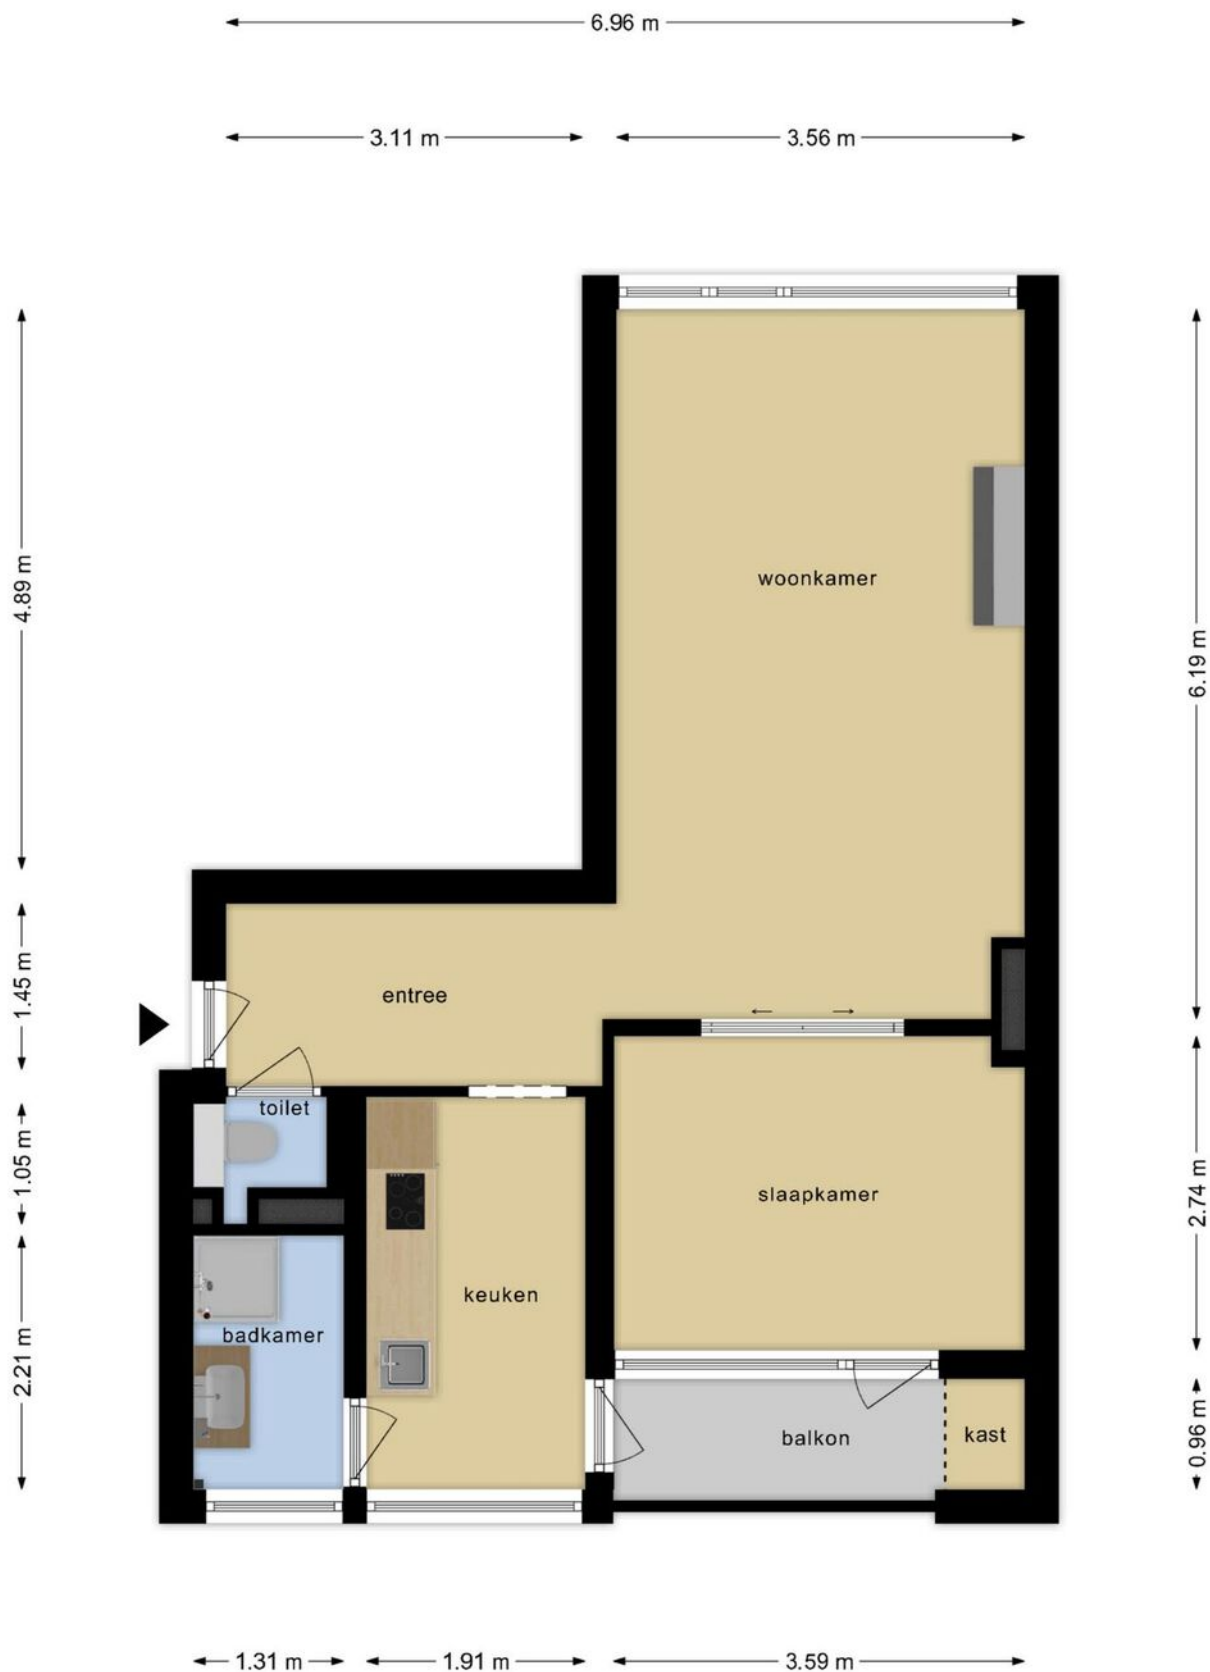 6.96 m
3.11 m
3.56 m
4.89 m
woonkamer
6.19 m
1.45 m
entree
toilet
1.05 m
slaapkamer
2.74 m
keuken
badkamer
2.21 m
balkon
kast
0.96 m
1.31 m
1.91 m
3.59 m